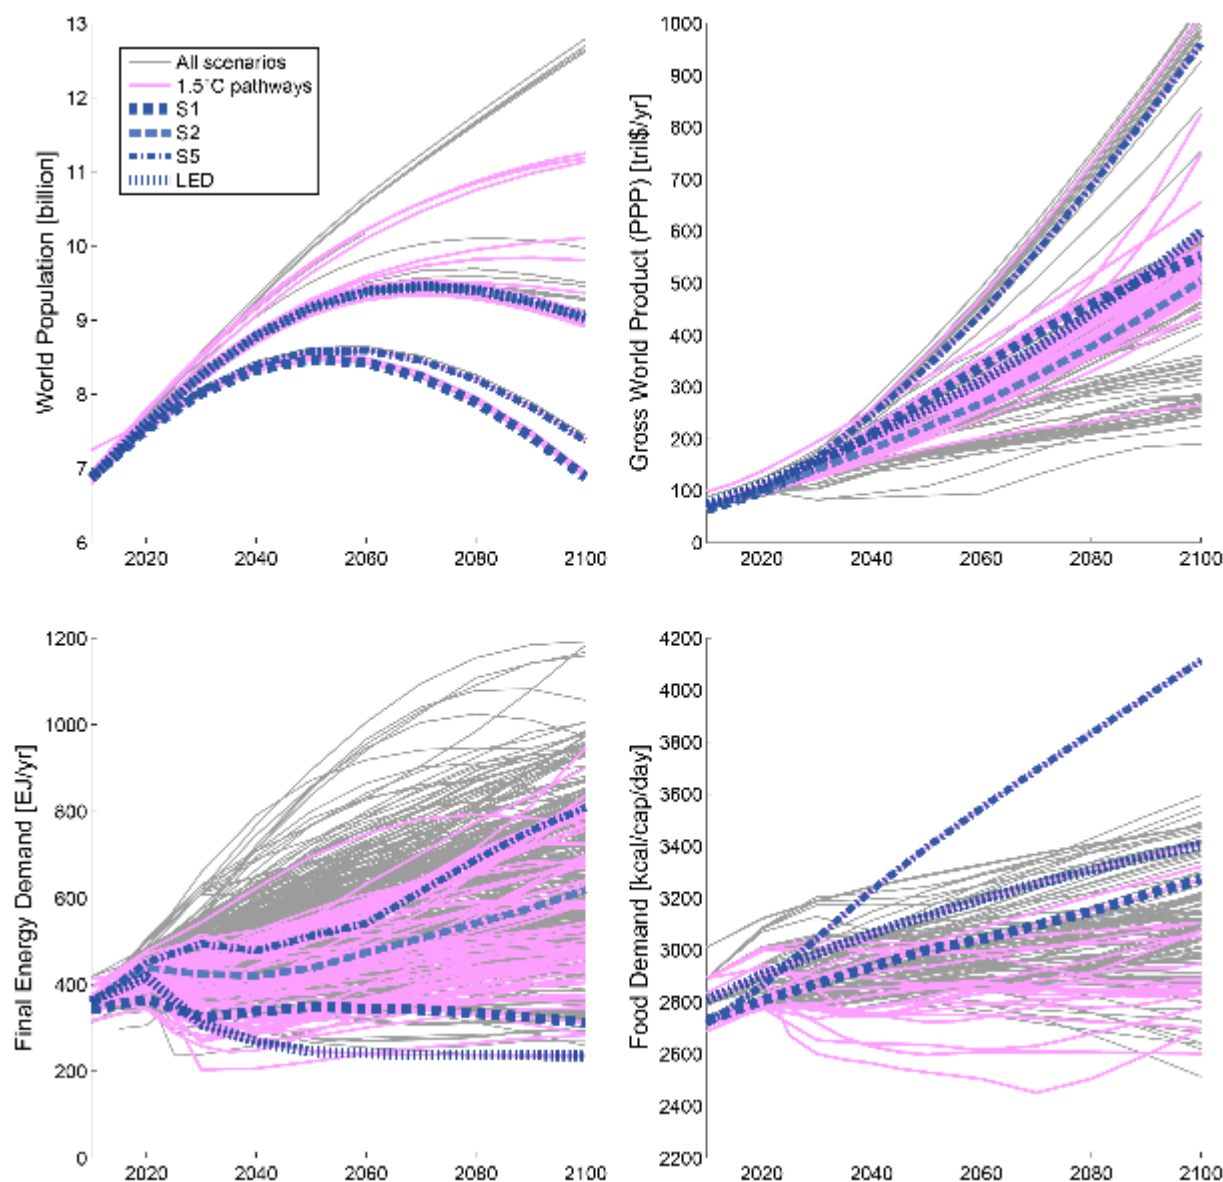 World Population [billion]
13
12
11
10
9
8
7
6
2020 2040 2060 2080 2100
All scenarios
1.5°C pathways
S1
S2
S5
LED
Gross World Product (PPP) [tril$/yr]
1000
900
800
700
600
500
400
300
200
100
0
2020 2040 2060 2080 2100
Final Energy Demand [EJ/yr]
1200
1000
800
600
400
200
0
2020 2040 2060 2080 2100
Food Demand [kcal/cap/day]
4200
4000
3800
3600
3400
3200
3000
2800
2600
2400
2200
2020 2040 2060 2080 2100